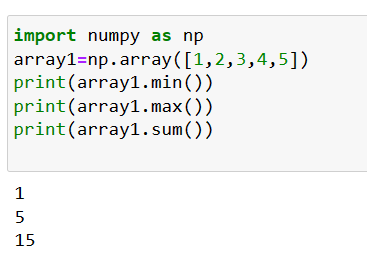 import numpy as np
array1=np.array([1,2,3,4,5])
print(array1.min())
print(array1.max())
print(array1.sum())
1
5
15